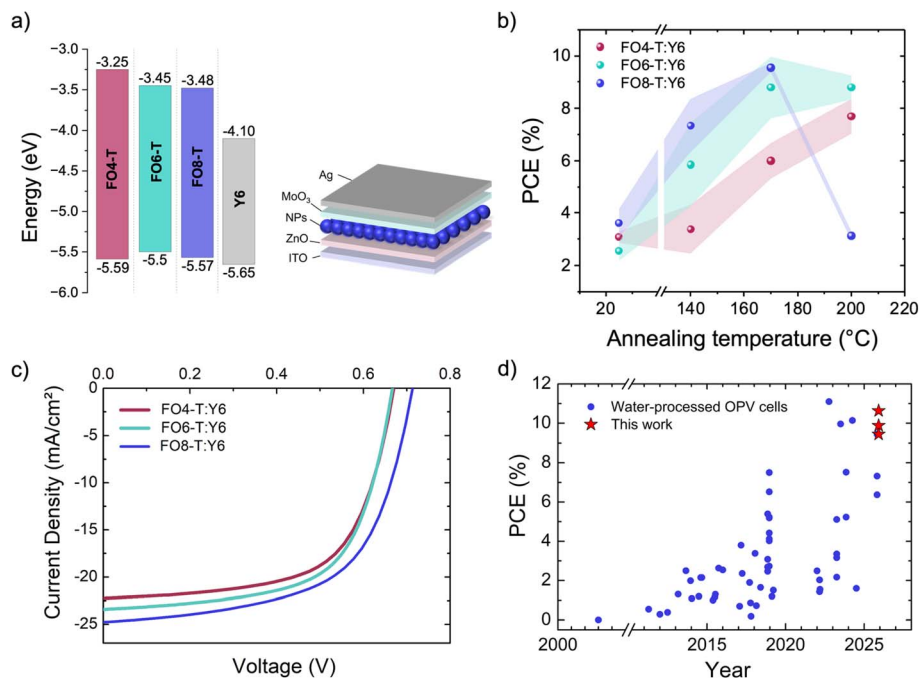 a)
-3.0
-3.5
-4.0
-4.5
-5.0
-5.5
-6.0
Energy (eV)
-3.25
-3.45
-3.48
-4.10
FO4-T
FO6-T
FO8-T
Y6
-5.59
-5.5
-5.57
-5.65
Ag
MoO₃
NPs
ZnO
ITO
b)
FO4-T:Y6
FO6-T:Y6
FO8-T:Y6
10
8
6
4
2
PCE (%)
20 140 160 180 200 220
Annealing temperature (°C)
c)
0.0 0.2 0.4 0.6 0.8
0
-5
-10
-15
-20
-25
Current Density (mA/cm²)
FO4-T:Y6
FO6-T:Y6
FO8-T:Y6
Voltage (V)
d)
12
10
8
6
4
2
0
PCE (%)
Water-processed OPV cells
This work
2000 2015 2020 2025
Year